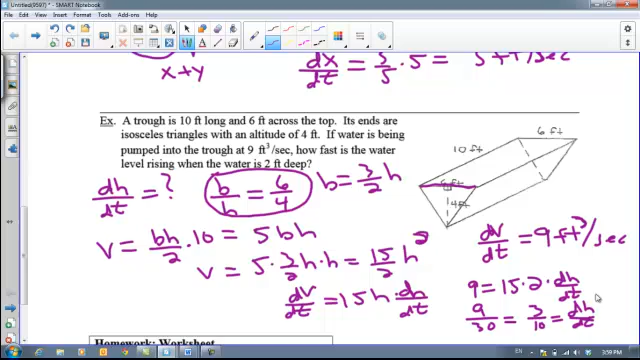 Untitled(9597) * - SMART Notebook
File Edit View Insert Format Tools Add-ons Help
x+y
dx/dt = 3/5 · 5 = 3 ft/sec
Ex. A trough is 10 ft long and 6 ft across the top. Its ends are
isosceles triangles with an altitude of 4 ft. If water is being
pumped into the trough at 9 ft³/sec, how fast is the water
level rising when the water is 2 ft deep?
10 ft
6 ft
6 ft
4 ft
dh/dt = ?
b/h = 6/4
b = 3/2 h
V = bh/2 · 10 = 5bh
V = 5 · 3/2 h · h = 15/2 h²
dV/dt = 15h · dh/dt
dV/dt = 9 ft³/sec
9 = 15 · 2 · dh/dt
9/30 = 3/10 = dh/dt
Homework: Worksheet
EN
3:59 PM